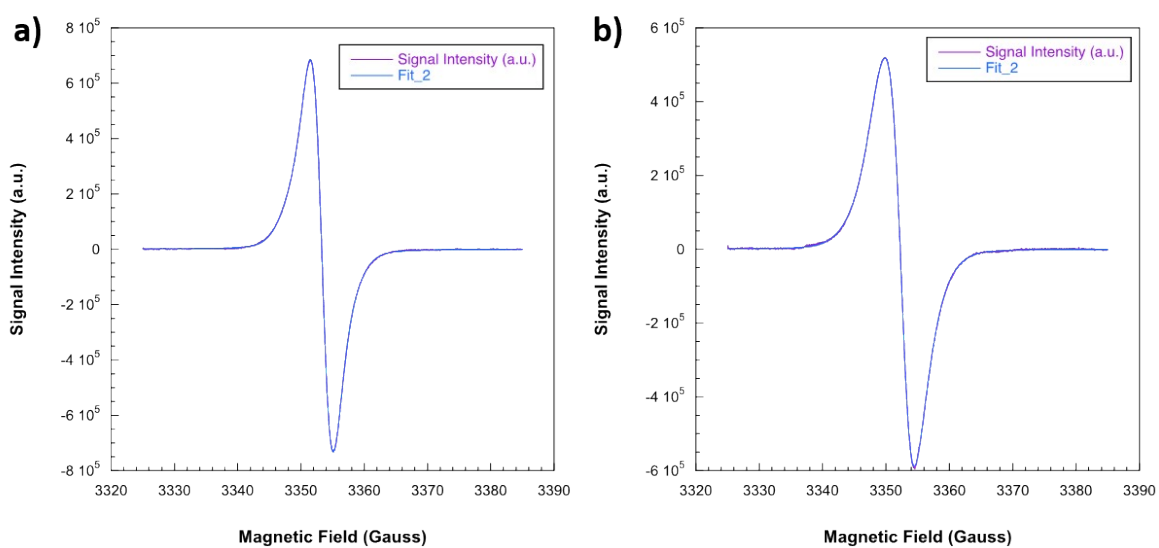 a)
8 10^5
6 10^5
4 10^5
2 10^5
0
-2 10^5
-4 10^5
-6 10^5
-8 10^5
Signal Intensity (a.u.)
Signal Intensity (a.u.)
Fit_2
3320 3330 3340 3350 3360 3370 3380 3390
Magnetic Field (Gauss)
b)
6 10^5
4 10^5
2 10^5
0
-2 10^5
-4 10^5
-6 10^5
Signal Intensity (a.u.)
Signal Intensity (a.u.)
Fit_2
3320 3330 3340 3350 3360 3370 3380 3390
Magnetic Field (Gauss)